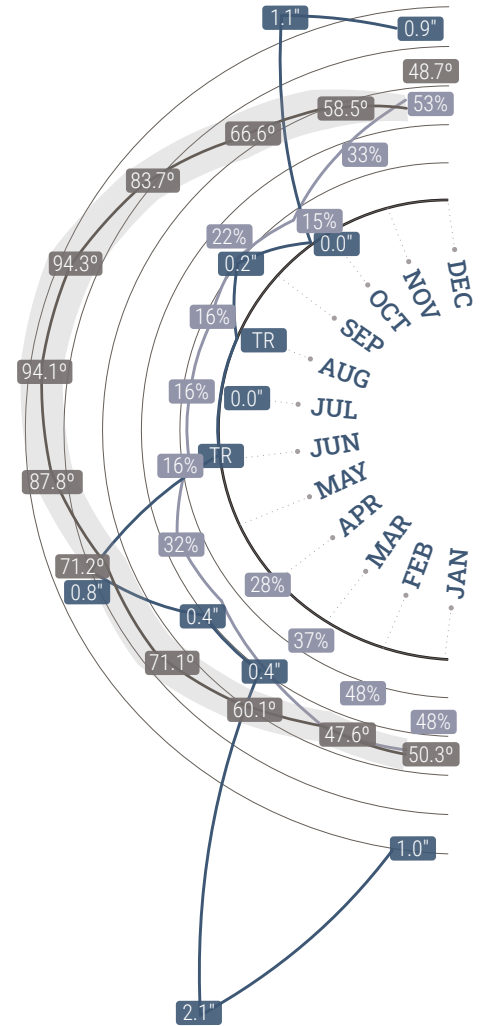 1.1"
0.9"
48.7º
53%
58.5º
66.6º
33%
83.7º
15%
22%
0.0"
94.3º
0.2"
DEC
NOV
OCT
16%
SEP
TR
94.1º
AUG
16%
0.0"
JUL
JUN
TR
16%
87.8º
MAY
APR
32%
MAR
71.2º
FEB
JAN
28%
0.8"
0.4"
37%
71.1º
0.4"
48%
60.1º
48%
47.6º
50.3º
1.0"
2.1"